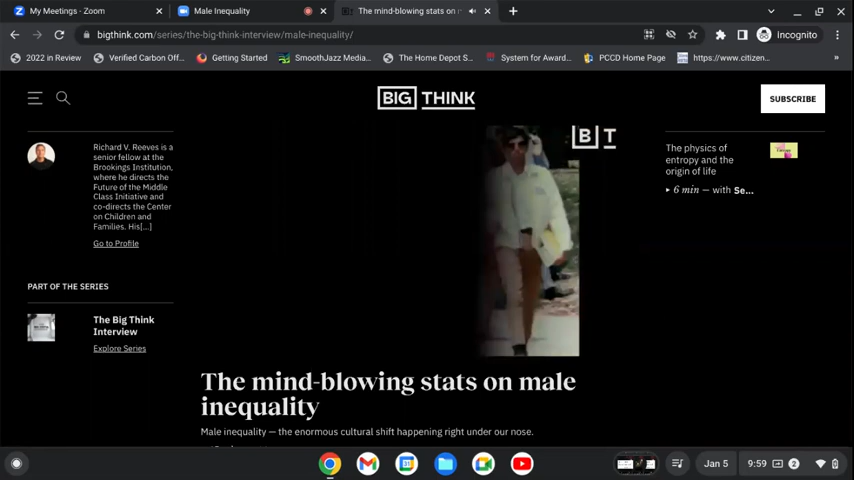 My Meetings - Zoom
Male Inequality
The mind-blowing stats on m
bigthink.com/series/the-big-think-interview/male-inequality/
Incognito
2022 in Review
Verified Carbon Off...
Getting Started
SmoothJazz Media...
The Home Depot S...
System for Award...
PCCD Home Page
https://www.citizen...
BIG THINK
SUBSCRIBE
Richard V. Reeves is a
senior fellow at the
Brookings Institution,
where he directs the
Future of the Middle
Class Initiative and
co-directs the Center
on Children and
Families. His[...]
Go to Profile
B T
The physics of
entropy and the
origin of life
6 min — with Se...
PART OF THE SERIES
The Big Think
Interview
Explore Series
The mind-blowing stats on male
inequality
Male inequality — the enormous cultural shift happening right under our nose.
Jan 5
9:59
2